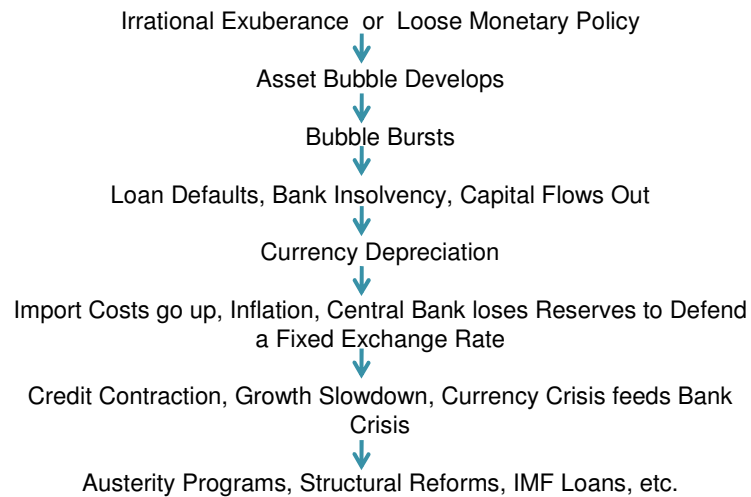 Irrational Exuberance or Loose Monetary Policy
Asset Bubble Develops
Bubble Bursts
Loan Defaults, Bank Insolvency, Capital Flows Out
Currency Depreciation
Import Costs go up, Inflation, Central Bank loses Reserves to Defend
a Fixed Exchange Rate
Credit Contraction, Growth Slowdown, Currency Crisis feeds Bank
Crisis
Austerity Programs, Structural Reforms, IMF Loans, etc.